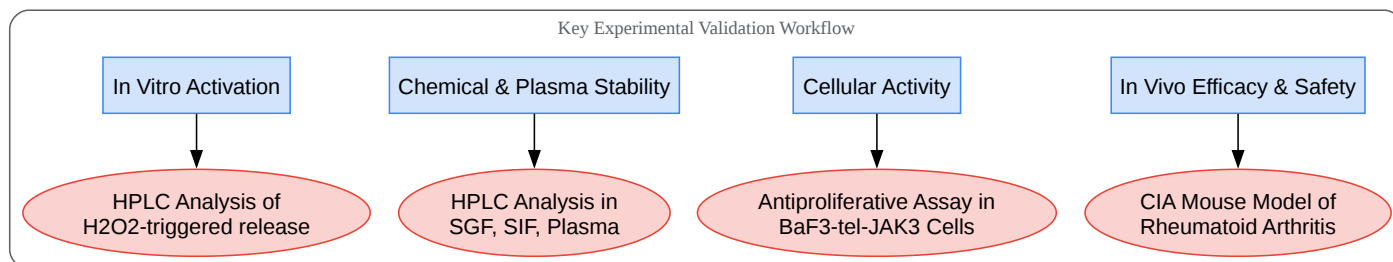 Key Experimental Validation Workflow
In Vitro Activation
Chemical & Plasma Stability
Cellular Activity
In Vivo Efficacy & Safety
HPLC Analysis of
H2O2-triggered release
HPLC Analysis in
SGF, SIF, Plasma
Antiproliferative Assay in
BaF3-tel-JAK3 Cells
CIA Mouse Model of
Rheumatoid Arthritis